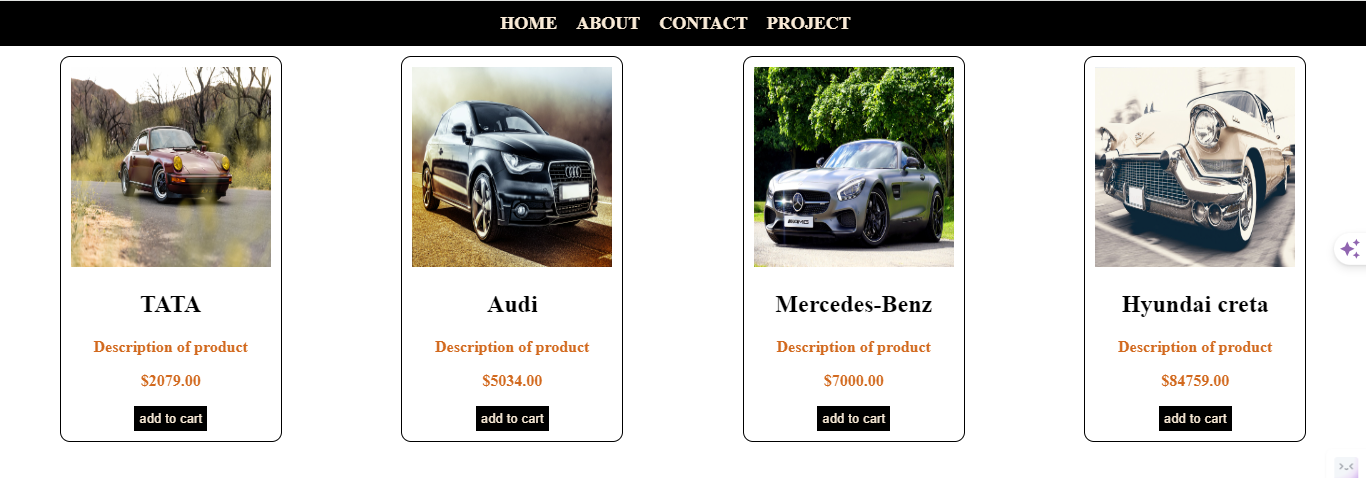 HOME ABOUT CONTACT PROJECT
TATA
Description of product
$2079.00
add to cart
Audi
Description of product
$5034.00
add to cart
AMG
Mercedes-Benz
Description of product
$7000.00
add to cart
Hyundai creta
Description of product
$84759.00
add to cart